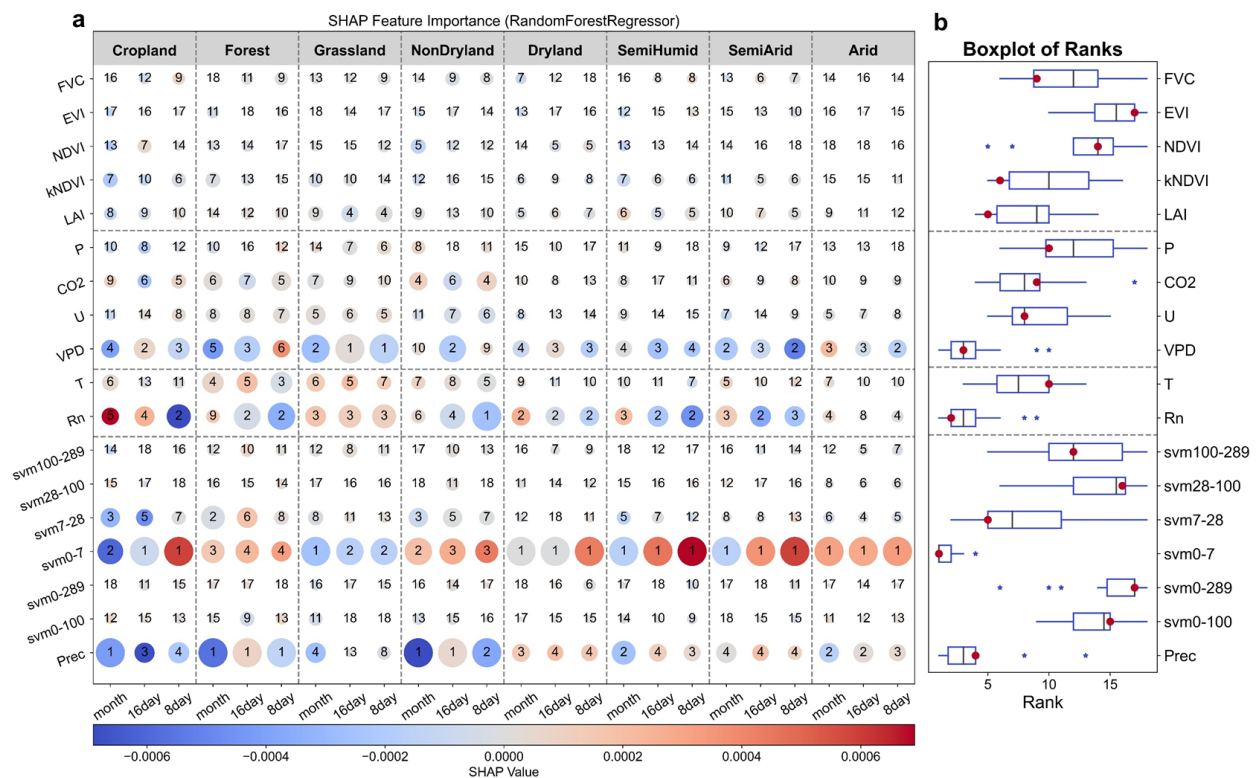 a
SHAP Feature Importance (RandomForestRegressor)
Cropland Forest Grassland NonDryland Dryland SemiHumid SemiArid Arid
FVC 16 12 9 18 11 9 13 12 9 14 9 8 7 12 18 16 8 8 13 6 7 14 16 14
EVI 17 16 17 11 18 16 18 14 17 15 17 14 13 17 16 12 15 13 15 13 10 16 17 15
NDVI 13 7 14 13 14 17 15 15 12 5 12 12 14 5 5 13 13 14 14 16 14 18 18 16
kNDVI 7 10 6 7 13 15 10 10 14 12 16 15 6 9 8 7 6 6 11 5 6 15 15 11
LAI 8 9 10 14 12 10 9 4 4 9 13 10 5 6 7 6 5 5 10 7 5 9 11 12
P 10 8 12 10 16 12 14 7 6 8 18 11 15 10 17 11 9 18 9 12 17 13 13 18
CO2 9 6 5 6 7 5 7 9 10 4 6 4 10 8 13 8 17 11 6 9 8 10 9 9
U 11 14 8 8 8 7 5 6 5 11 7 6 8 13 14 9 14 15 7 14 9 5 7 8
VPD 4 2 3 5 3 6 2 1 1 10 2 9 4 3 3 4 3 4 2 3 2 3 3 2
T 6 13 11 4 5 3 6 5 7 7 8 5 9 11 10 10 11 7 5 10 12 7 10 10
Rn 5 4 2 9 2 2 3 3 3 6 4 1 2 2 2 3 2 2 3 2 3 4 8 4
svm100-289 14 18 16 12 10 11 12 8 11 17 10 13 16 7 9 18 12 17 16 11 14 12 5 7
svm28-100 15 17 18 16 15 14 17 16 16 18 11 18 11 14 12 16 16 16 12 17 16 8 6 6
svm7-28 3 5 7 2 6 8 8 11 13 3 5 7 12 18 11 5 7 12 8 8 13 6 4 5
svm0-7 2 1 1 3 4 4 1 2 2 2 3 3 1 1 1 1 1 1 1 1 1 1 1 1
svm0-289 18 11 15 17 17 18 16 17 15 16 14 17 18 16 6 17 18 10 17 18 11 17 14 17
svm0-100 12 15 13 15 9 13 11 18 18 13 15 16 17 15 15 14 10 9 18 15 15 11 12 13
Prec 1 3 4 1 1 1 4 13 8 1 1 2 3 4 4 2 4 3 4 4 4 2 2 3
month 16day 8day month 16day 8day month 16day 8day month 16day 8day month 16day 8day month 16day 8day month 16day 8day month 16day 8day
−0.0006 −0.0004 −0.0002 0.0000 0.0002 0.0004 0.0006
SHAP Value
b
Boxplot of Ranks
FVC
EVI
NDVI
kNDVI
LAI
P
CO2
U
VPD
T
Rn
svm100-289
svm28-100
svm7-28
svm0-7
svm0-289
svm0-100
Prec
5 10 15
Rank